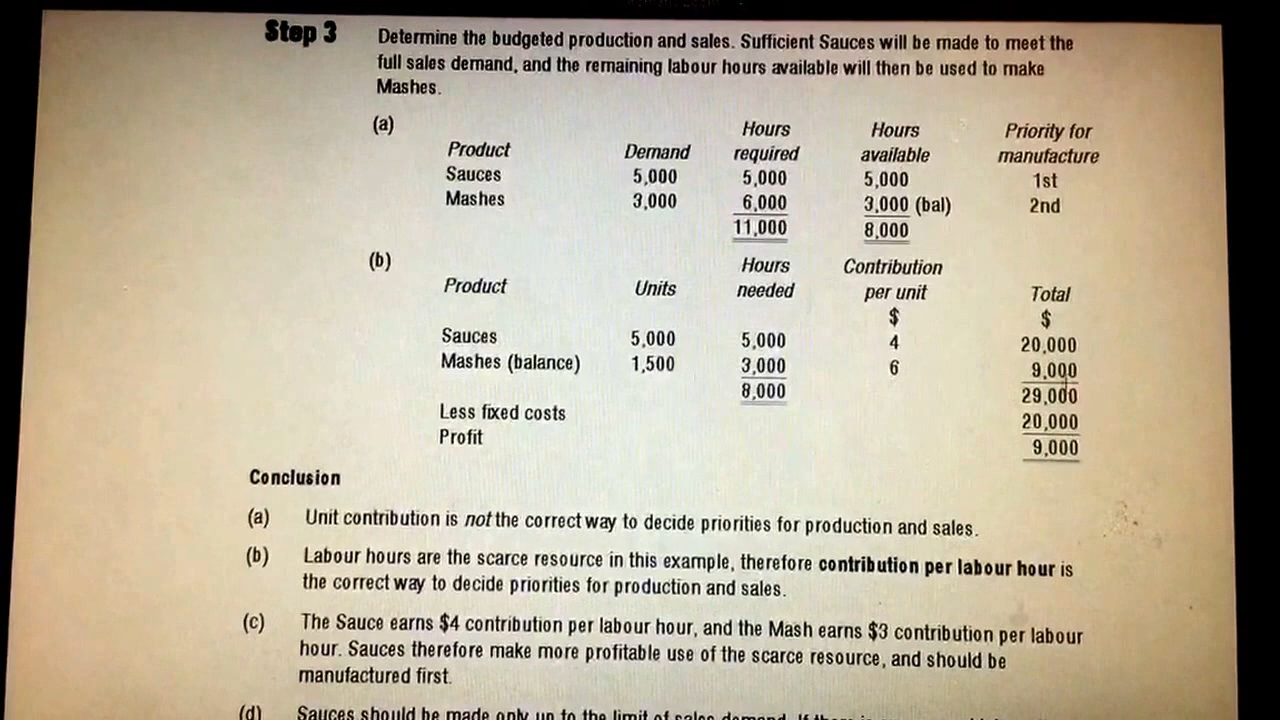 Step 3
Determine the budgeted production and sales. Sufficient Sauces will be made to meet the
full sales demand, and the remaining labour hours available will then be used to make
Mashes.
(a)
Hours Hours Priority for
Product Demand required available manufacture
Sauces 5,000 5,000 5,000 1st
Mashes 3,000 6,000 3,000 (bal) 2nd
11,000 8,000
(b)
Hours Contribution
Product Units needed per unit Total
$ $
Sauces 5,000 5,000 4 20,000
Mashes (balance) 1,500 3,000 6 9,000
8,000 29,000
Less fixed costs 20,000
Profit 9,000
Conclusion
(a) Unit contribution is not the correct way to decide priorities for production and sales.
(b) Labour hours are the scarce resource in this example, therefore contribution per labour hour is
the correct way to decide priorities for production and sales.
(c) The Sauce earns $4 contribution per labour hour, and the Mash earns $3 contribution per labour
hour. Sauces therefore make more profitable use of the scarce resource, and should be
manufactured first.
(d) Sauces should be made only up to the limit of sales demand. If